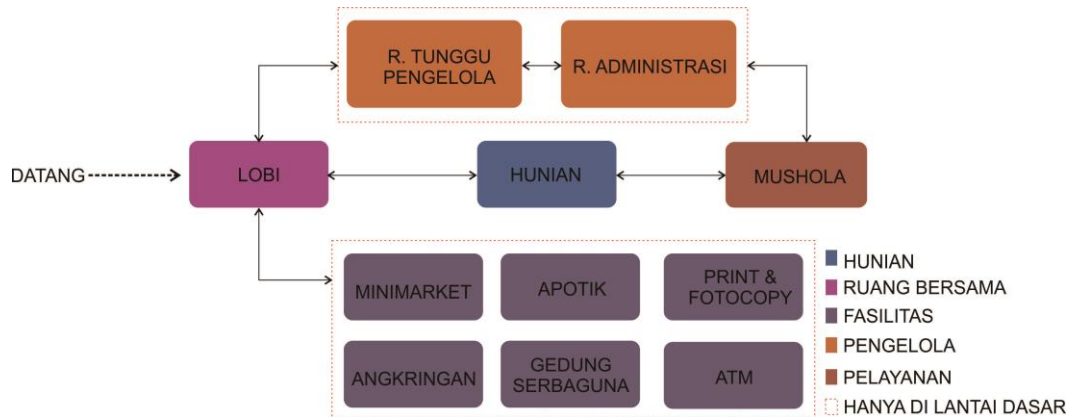 R. TUNGGU
PENGELOLA
R. ADMINISTRASI
DATANG
LOBI
HUNIAN
MUSHOLA
MINIMARKET
APOTIK
PRINT &
FOTOCOPY
ANGKRINGAN
GEDUNG
SERBAGUNA
ATM
HUNIAN
RUANG BERSAMA
FASILITAS
PENGELOLA
PELAYANAN
HANYA DI LANTAI DASAR